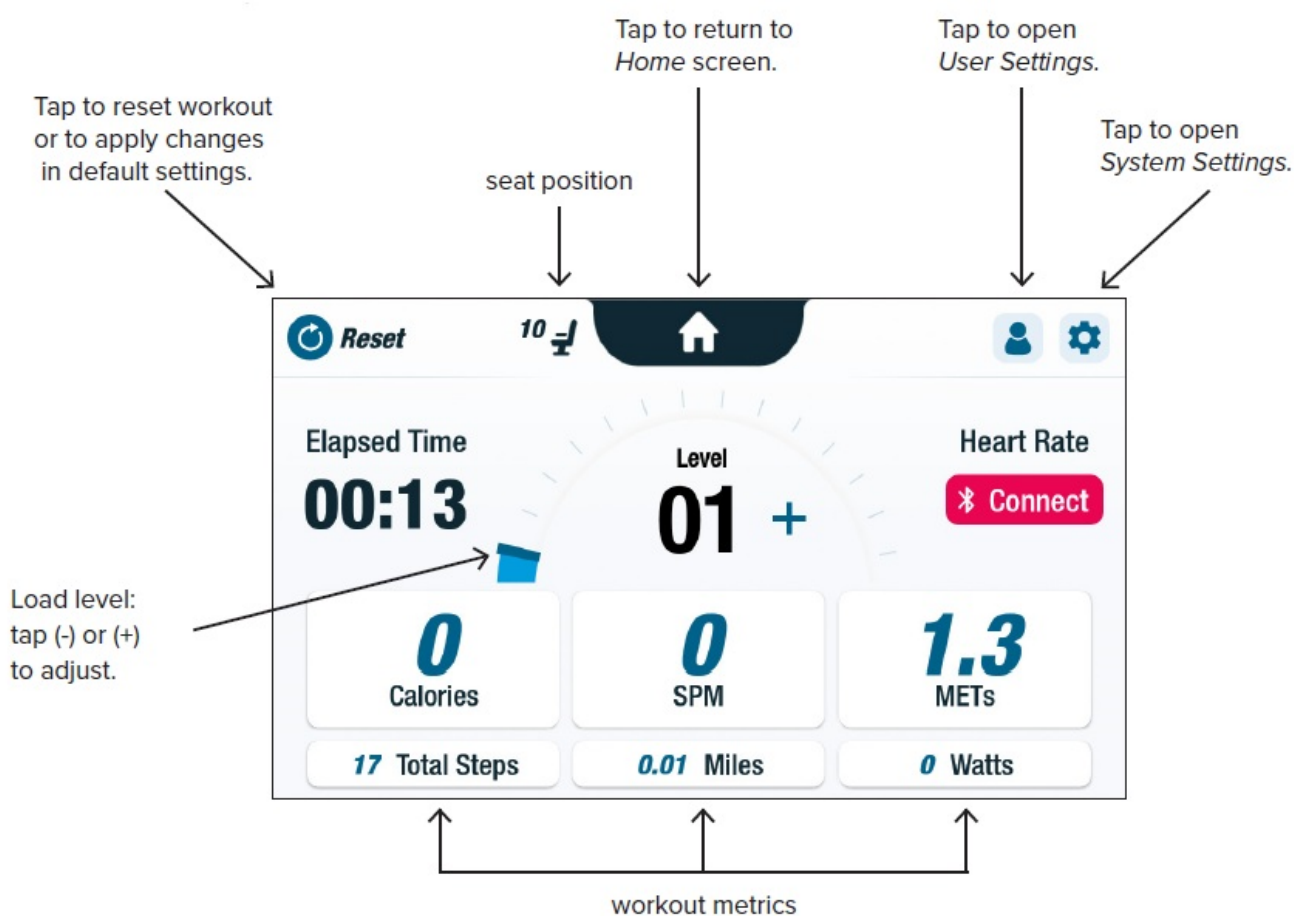 Tap to return to
Home screen.
Tap to open
User Settings.
Tap to reset workout
or to apply changes
in default settings.
Tap to open
System Settings.
seat position
Reset
10
Elapsed Time
00:13
Level
01 +
Heart Rate
Connect
Load level:
tap (-) or (+)
to adjust.
0
Calories
0
SPM
1.3
METs
17 Total Steps
0.01 Miles
0 Watts
workout metrics